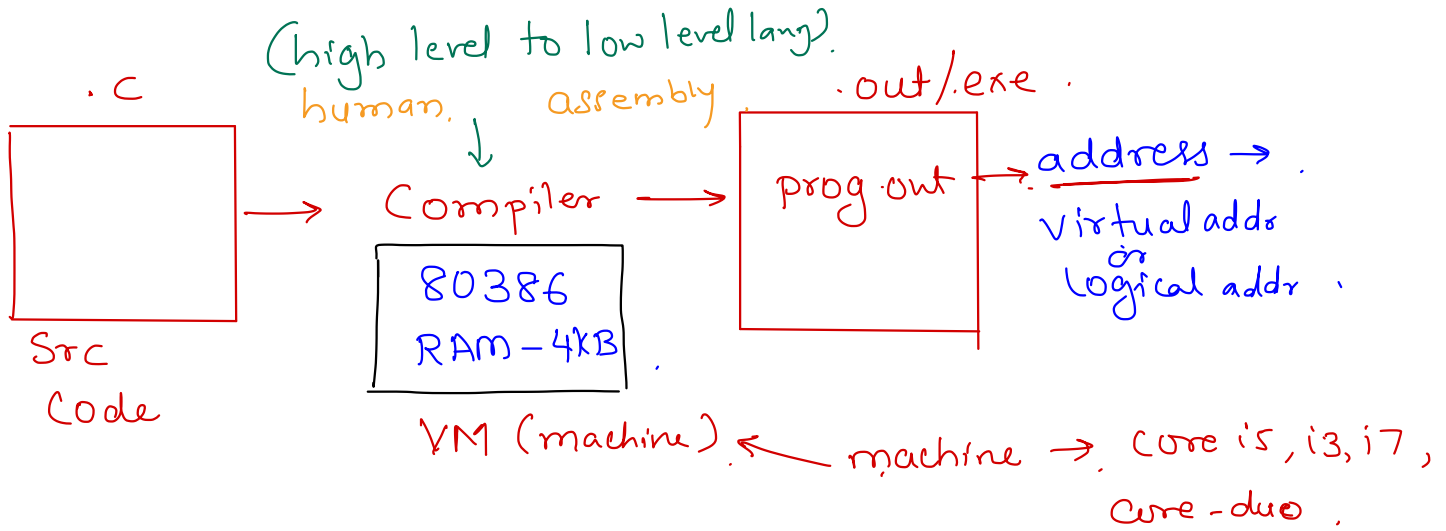 (high level to low level lang).
.c
human. assembly.
.out/.exe .
Compiler
prog.out
address
virtual addr
or
logical addr .
80386
RAM - 4KB
Src
Code
VM (machine).
machine
core i5, i3, i7,
core-duo.